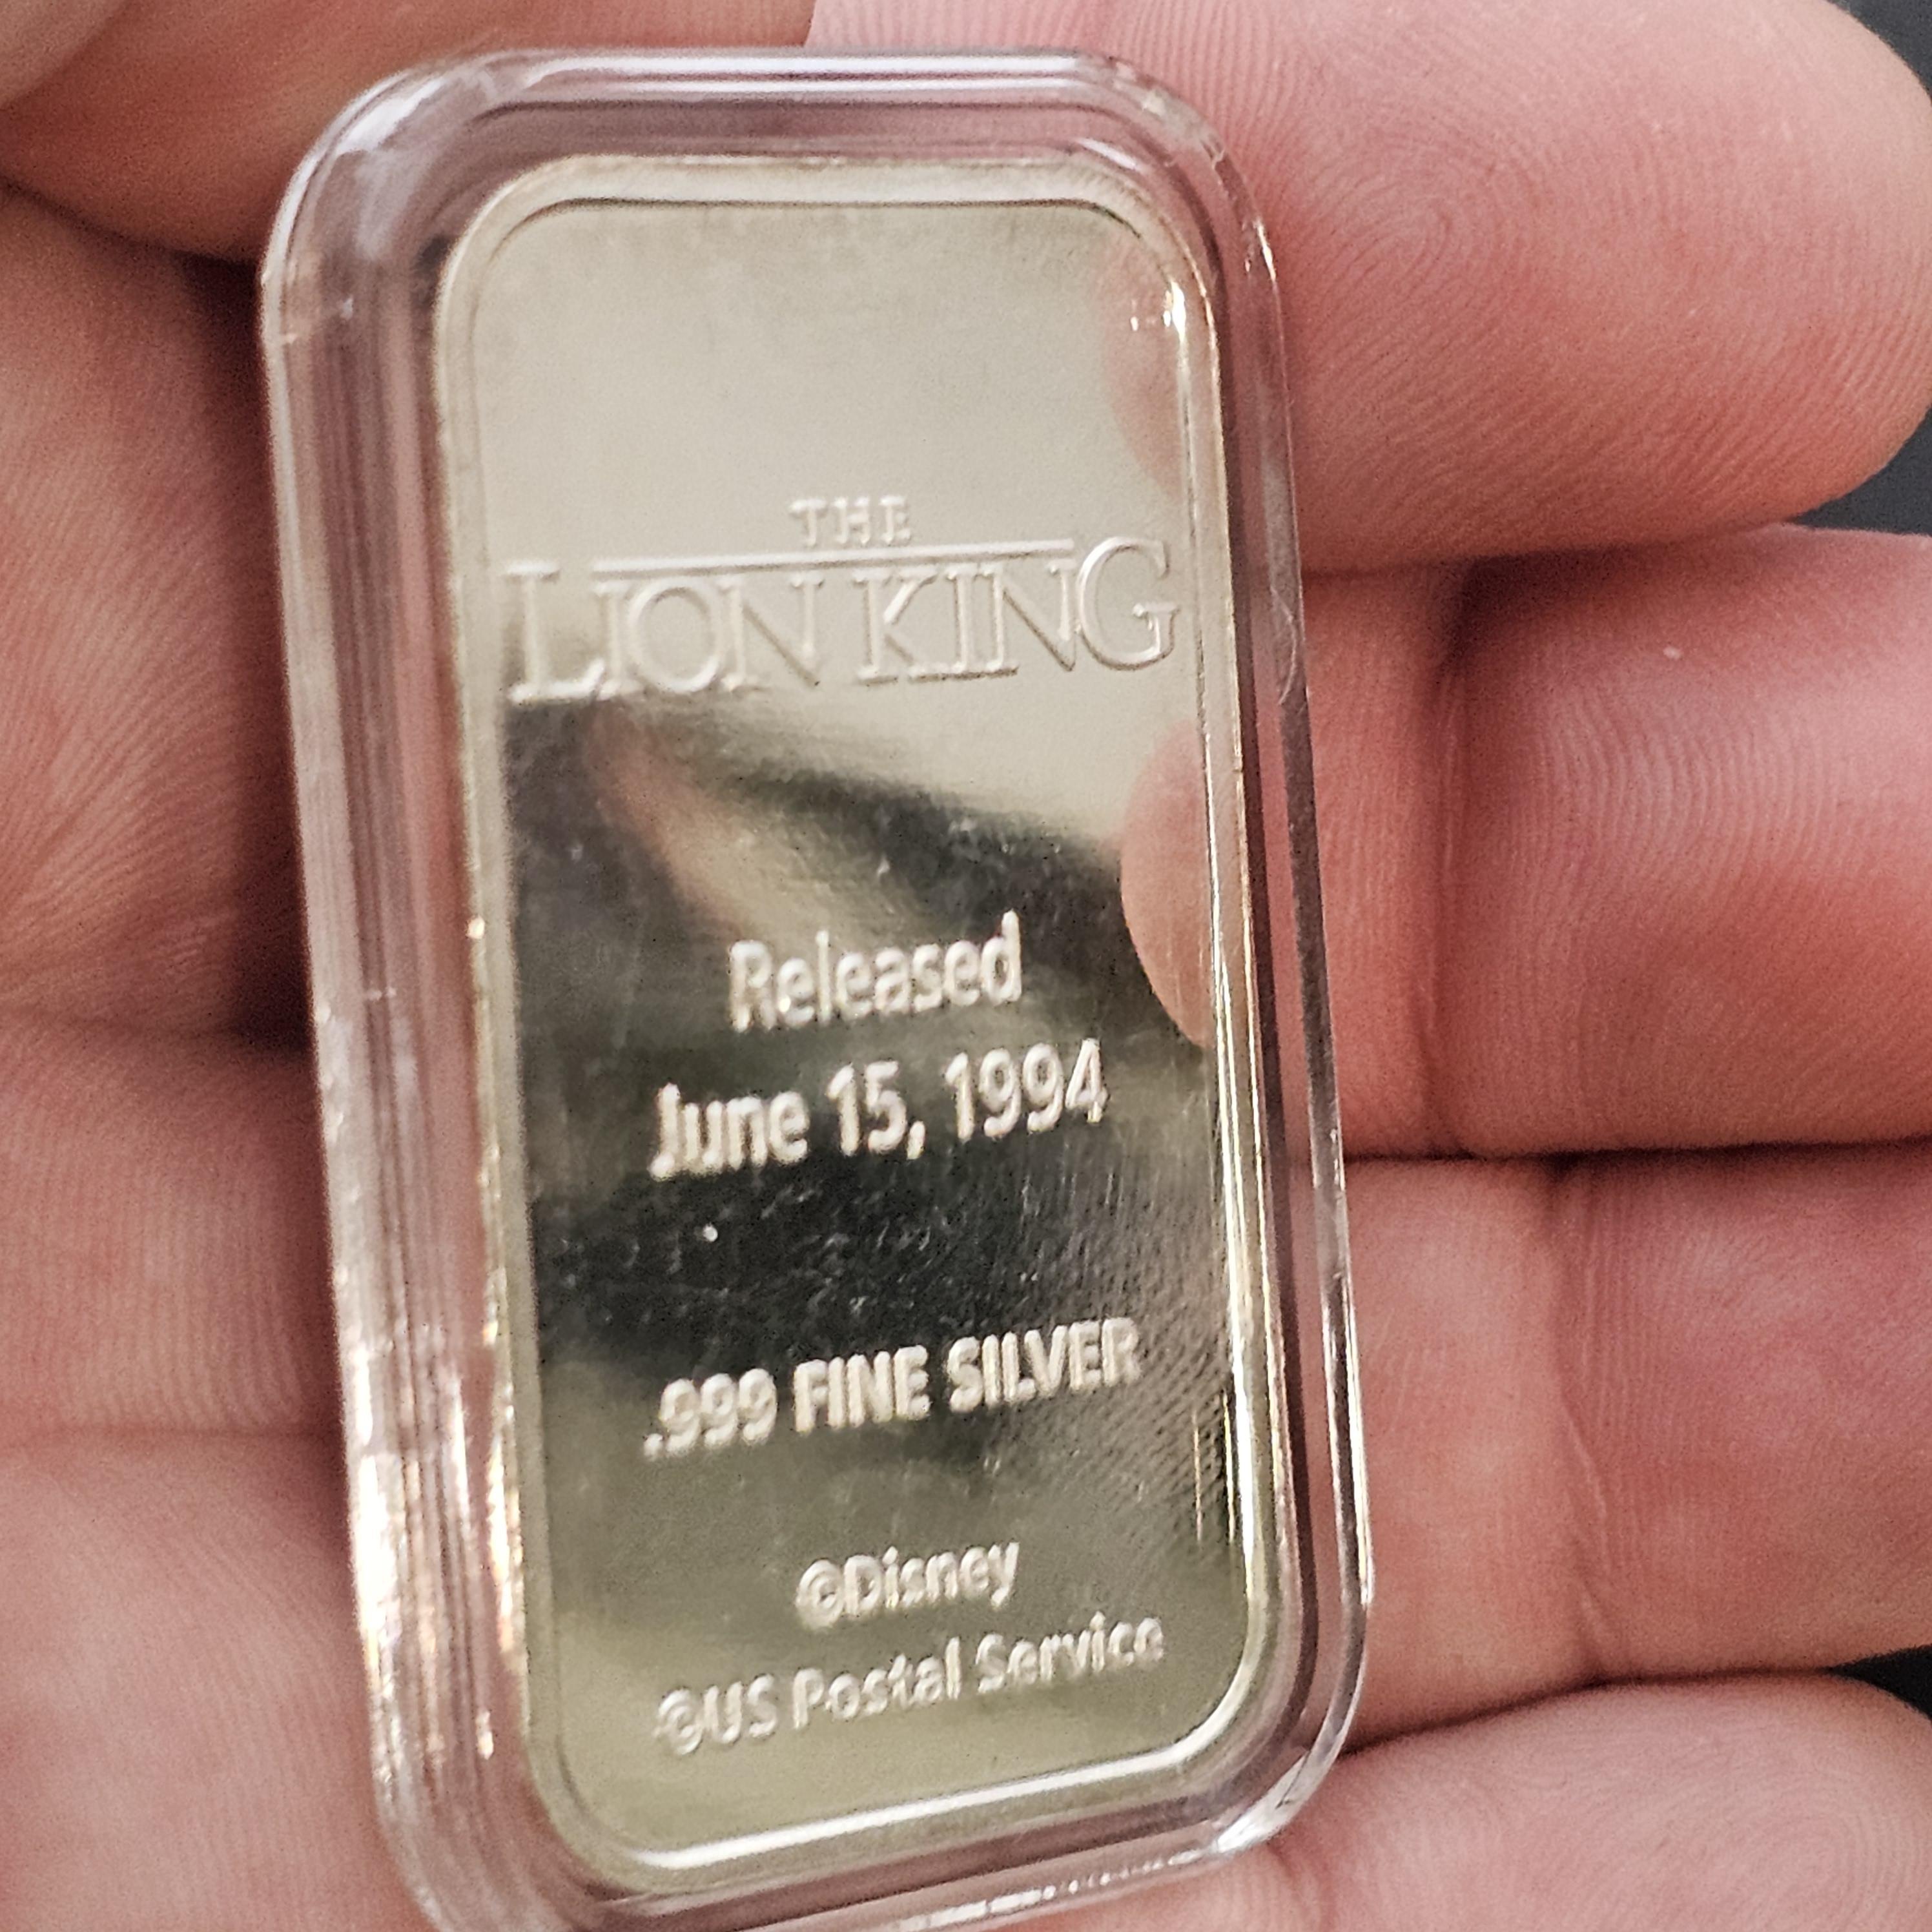 THE
LION KING
Released
June 15, 1994
.999 FINE SILVER
©Disney
©US Postal Service